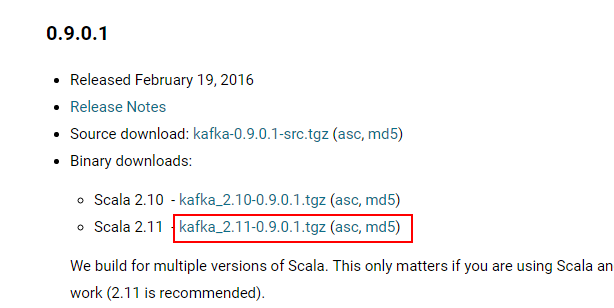 0.9.0.1
Released February 19, 2016
Release Notes
Source download: kafka-0.9.0.1-src.tgz (asc, md5)
Binary downloads:
Scala 2.10 - kafka_2.10-0.9.0.1.tgz (asc, md5)
Scala 2.11 - kafka_2.11-0.9.0.1.tgz (asc, md5)
We build for multiple versions of Scala. This only matters if you are using Scala an
work (2.11 is recommended).